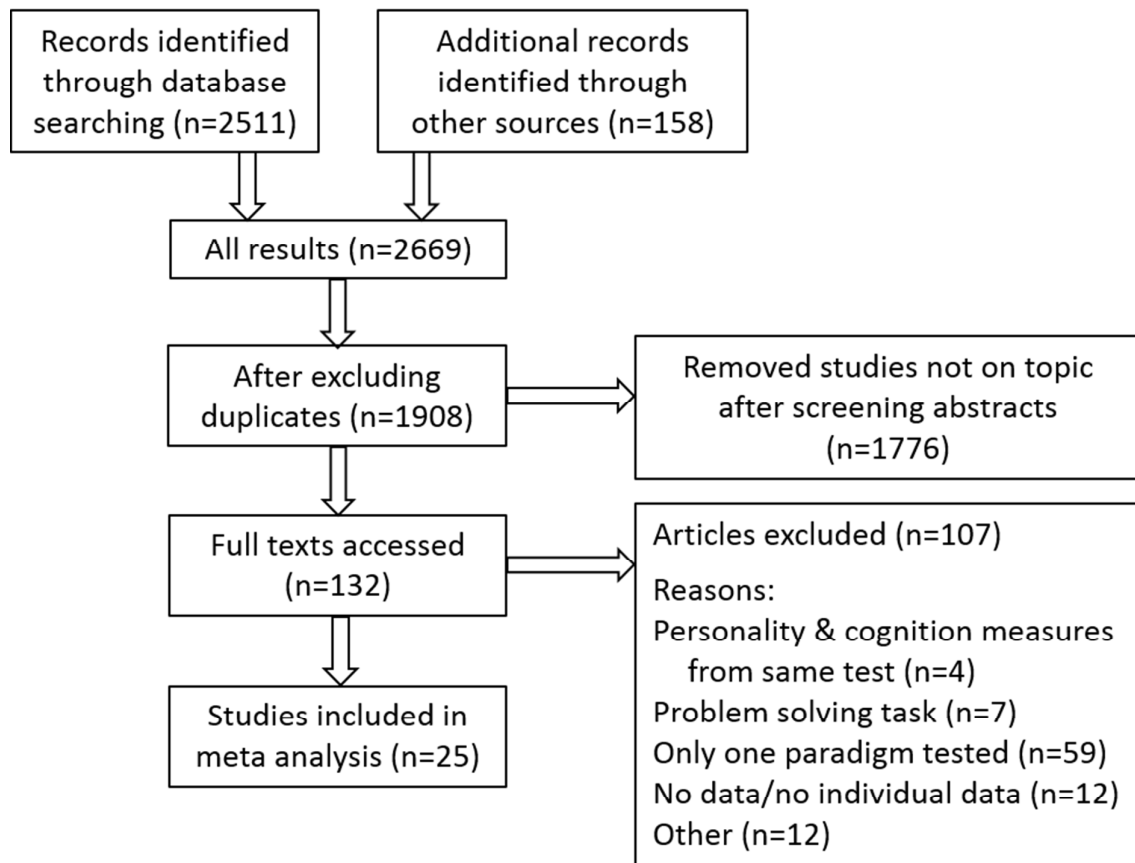 Records identified
through database
searching (n=2511)
Additional records
identified through
other sources (n=158)
All results (n=2669)
After excluding
duplicates (n=1908)
Removed studies not on topic
after screening abstracts
(n=1776)
Full texts accessed
(n=132)
Articles excluded (n=107)
Reasons:
Personality & cognition measures
from same test (n=4)
Problem solving task (n=7)
Only one paradigm tested (n=59)
No data/no individual data (n=12)
Other (n=12)
Studies included in
meta analysis (n=25)